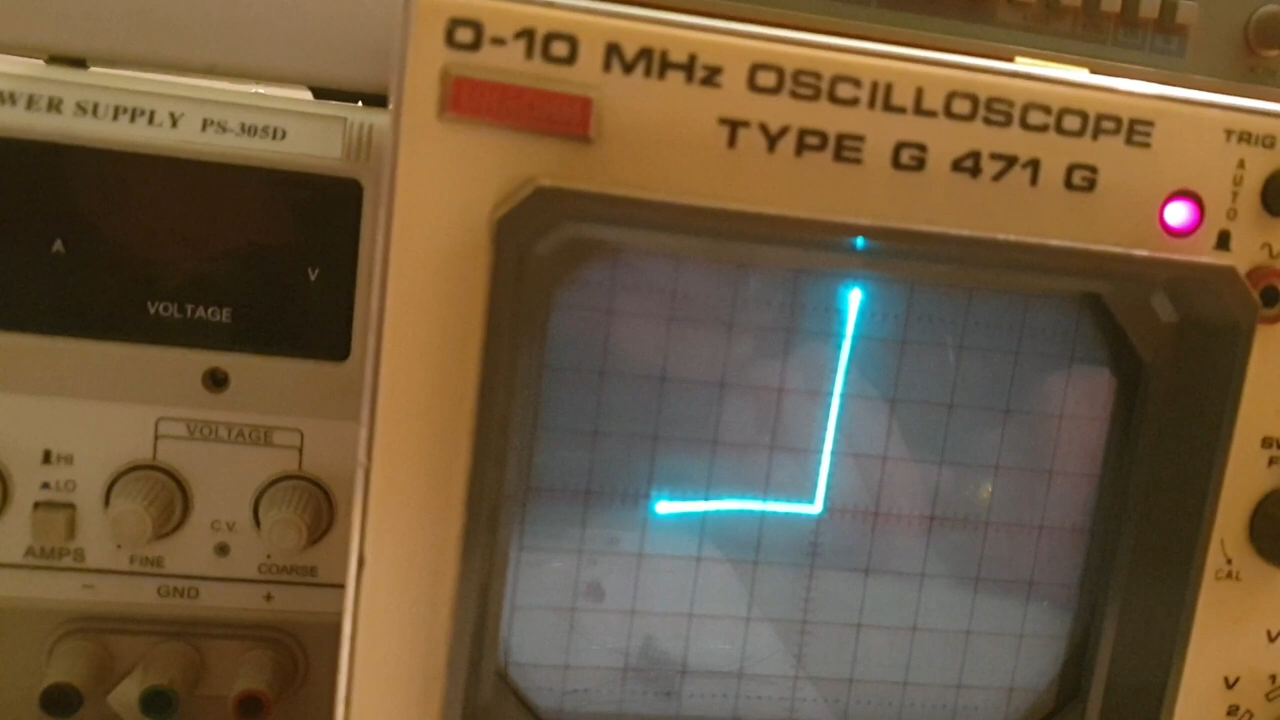 0-10 MHz OSCILLOSCOPE
TYPE G 471 G
WER SUPPLY PS-305D
A
V
VOLTAGE
VOLTAGE
HI
LO
AMPS
FINE
C.V.
COARSE
GND
TRIG
AUTO
CAL
V